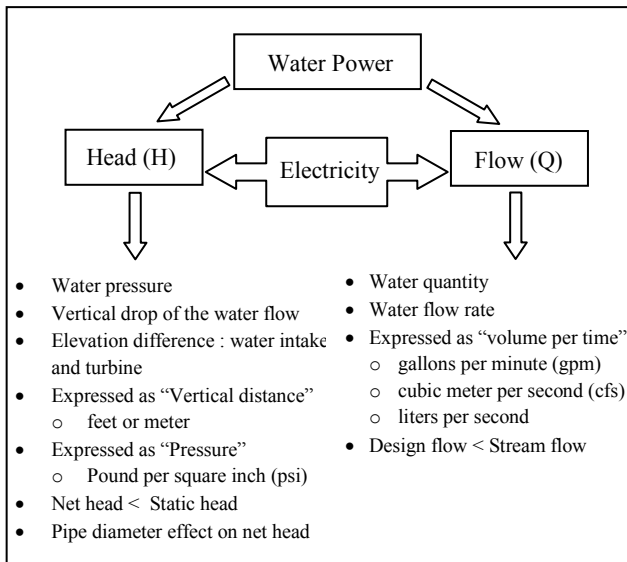 Water Power
Head (H)
Electricity
Flow (Q)
• Water pressure
• Vertical drop of the water flow
• Elevation difference : water intake
and turbine
• Expressed as “Vertical distance”
o feet or meter
• Expressed as “Pressure”
o Pound per square inch (psi)
• Net head < Static head
• Pipe diameter effect on net head
• Water quantity
• Water flow rate
• Expressed as “volume per time”
o gallons per minute (gpm)
o cubic meter per second (cfs)
o liters per second
• Design flow < Stream flow